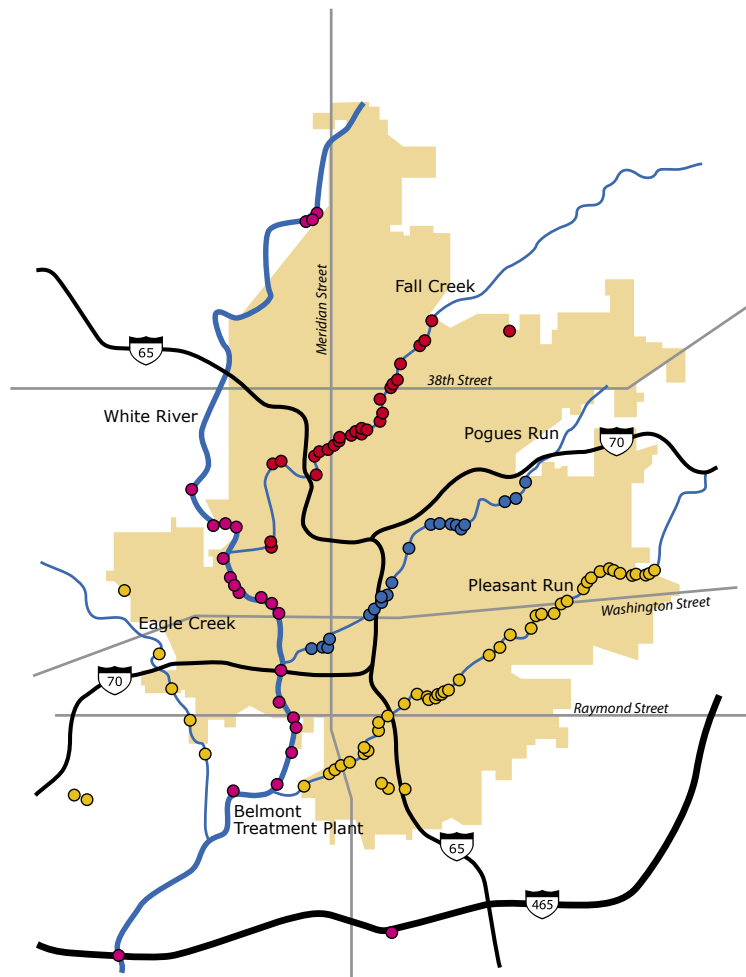 Meridian Street
Fall Creek
65
38th Street
White River
Pogues Run
70
Pleasant Run
Washington Street
Eagle Creek
70
Raymond Street
Belmont
Treatment Plant
65
465